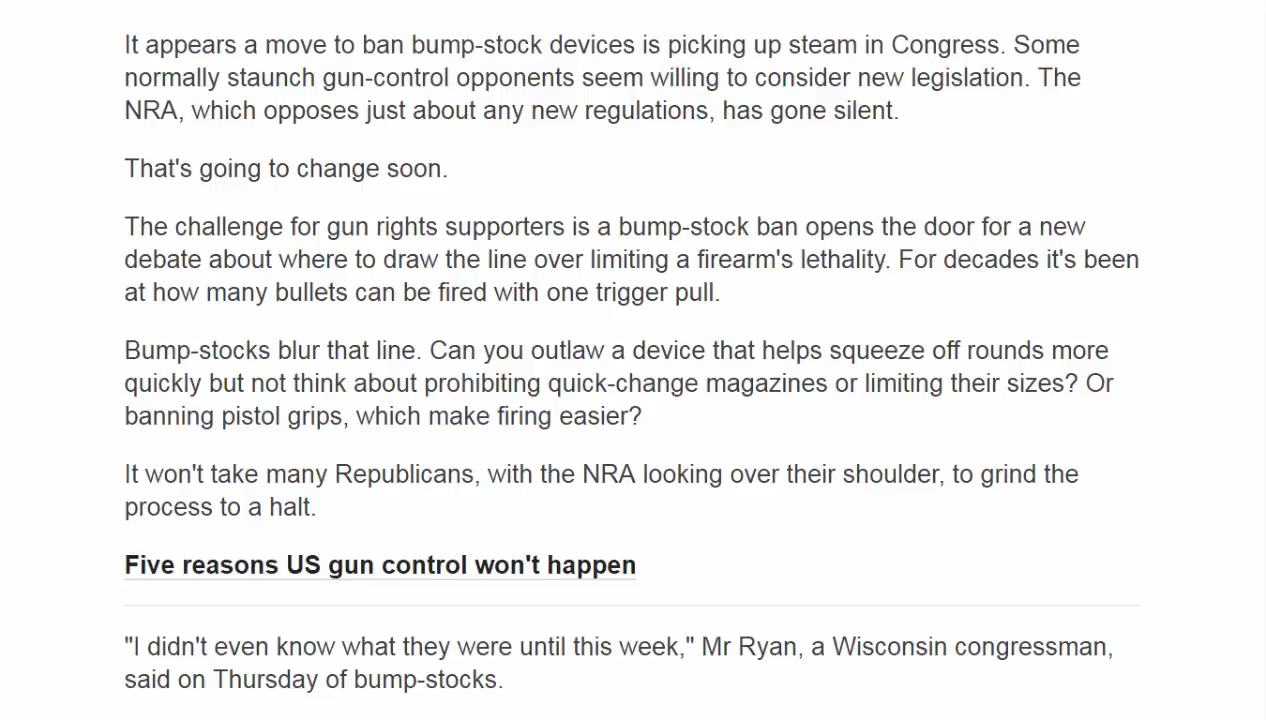 It appears a move to ban bump-stock devices is picking up steam in Congress. Some
normally staunch gun-control opponents seem willing to consider new legislation. The
NRA, which opposes just about any new regulations, has gone silent.
That's going to change soon.
The challenge for gun rights supporters is a bump-stock ban opens the door for a new
debate about where to draw the line over limiting a firearm's lethality. For decades it's been
at how many bullets can be fired with one trigger pull.
Bump-stocks blur that line. Can you outlaw a device that helps squeeze off rounds more
quickly but not think about prohibiting quick-change magazines or limiting their sizes? Or
banning pistol grips, which make firing easier?
It won't take many Republicans, with the NRA looking over their shoulder, to grind the
process to a halt.
Five reasons US gun control won't happen
"I didn't even know what they were until this week," Mr Ryan, a Wisconsin congressman,
said on Thursday of bump-stocks.